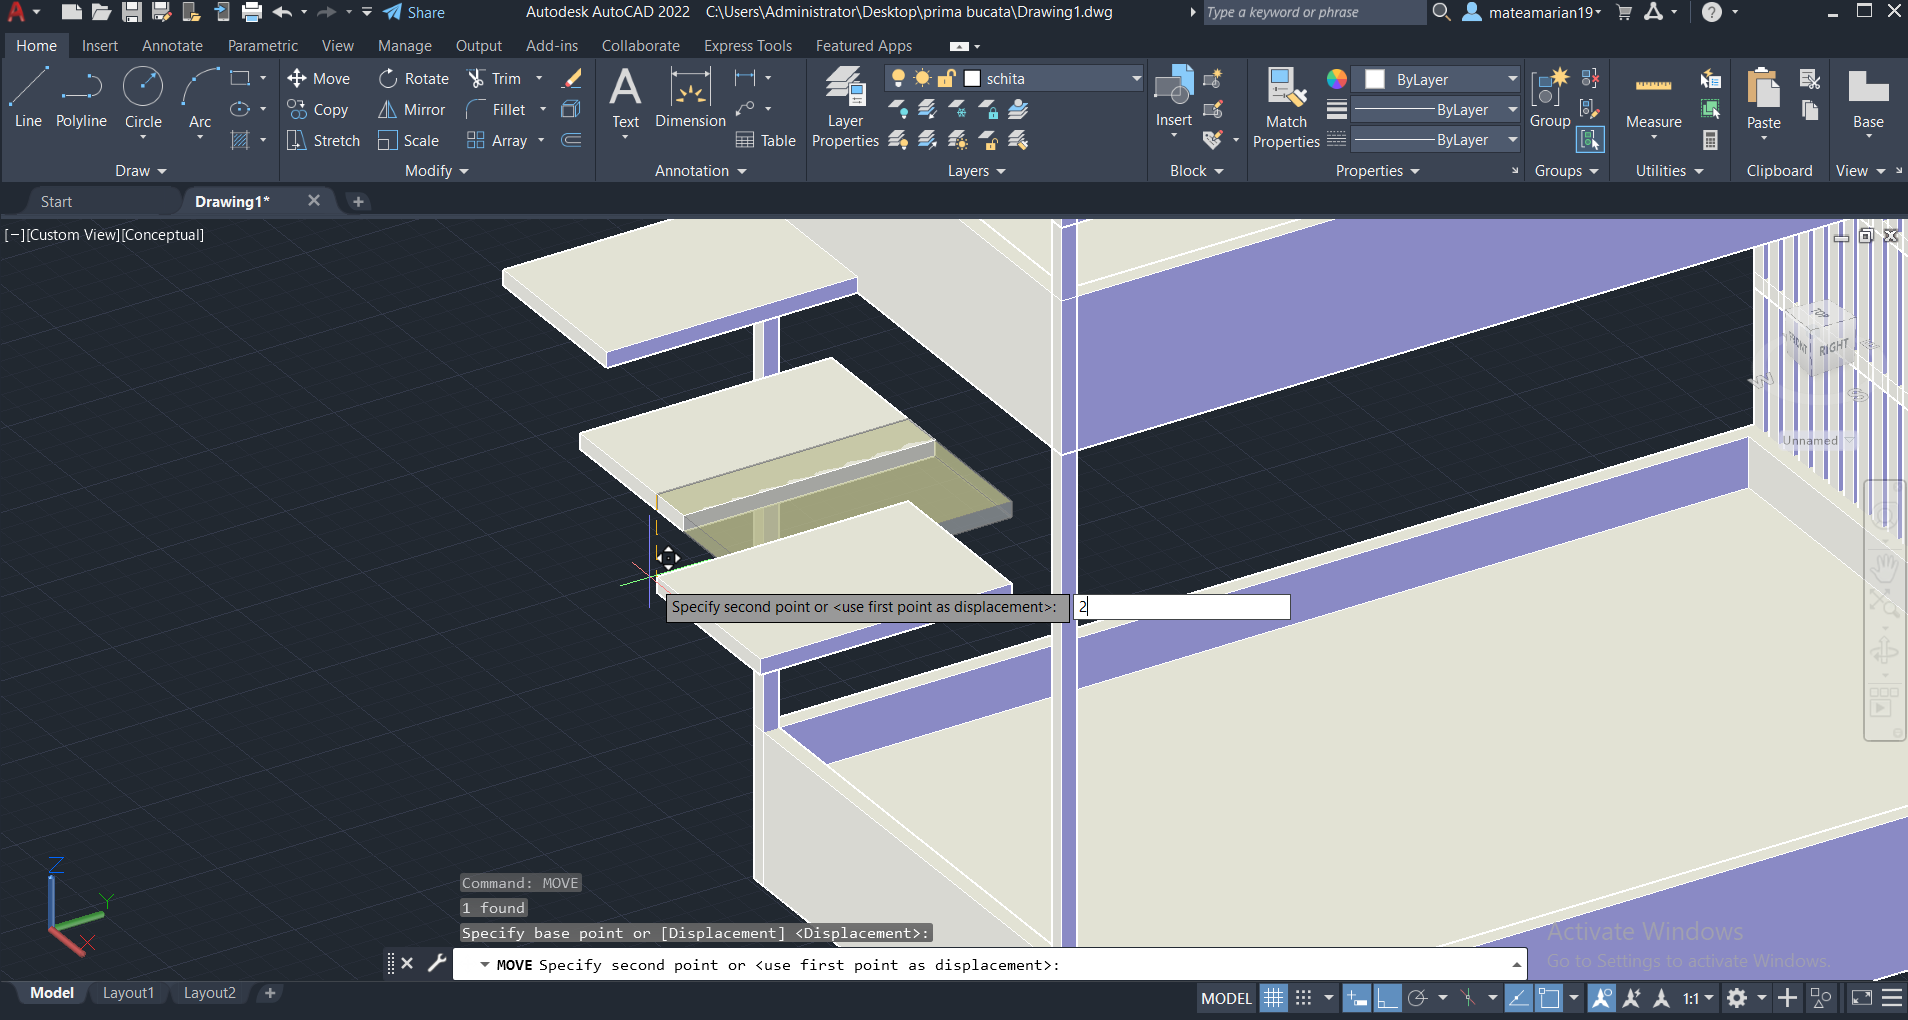 Share
Autodesk AutoCAD 2022 C:\Users\Administrator\Desktop\prima bucata\Drawing1.dwg
Type a keyword or phrase
mateamarian19
Home Insert Annotate Parametric View Manage Output Add-ins Collaborate Express Tools Featured Apps
Line Polyline Circle Arc
Move Rotate Trim
Copy Mirror Fillet
Stretch Scale Array
Text Dimension Table
Layer Properties
schita
Insert
Match Properties
ByLayer
ByLayer
ByLayer
Group
Measure
Paste
Base
Draw Modify Annotation Layers Block Properties Groups Utilities Clipboard View
Start Drawing1*
[−][Custom View][Conceptual]
TOP
FRONT RIGHT
W
S
Unnamed
Specify second point or <use first point as displacement>: 2
Z
Y
X
Command: MOVE
1 found
Specify base point or [Displacement] <Displacement>:
MOVE Specify second point or <use first point as displacement>:
Activate Windows
Go to Settings to activate Windows.
Model Layout1 Layout2
MODEL
1:1